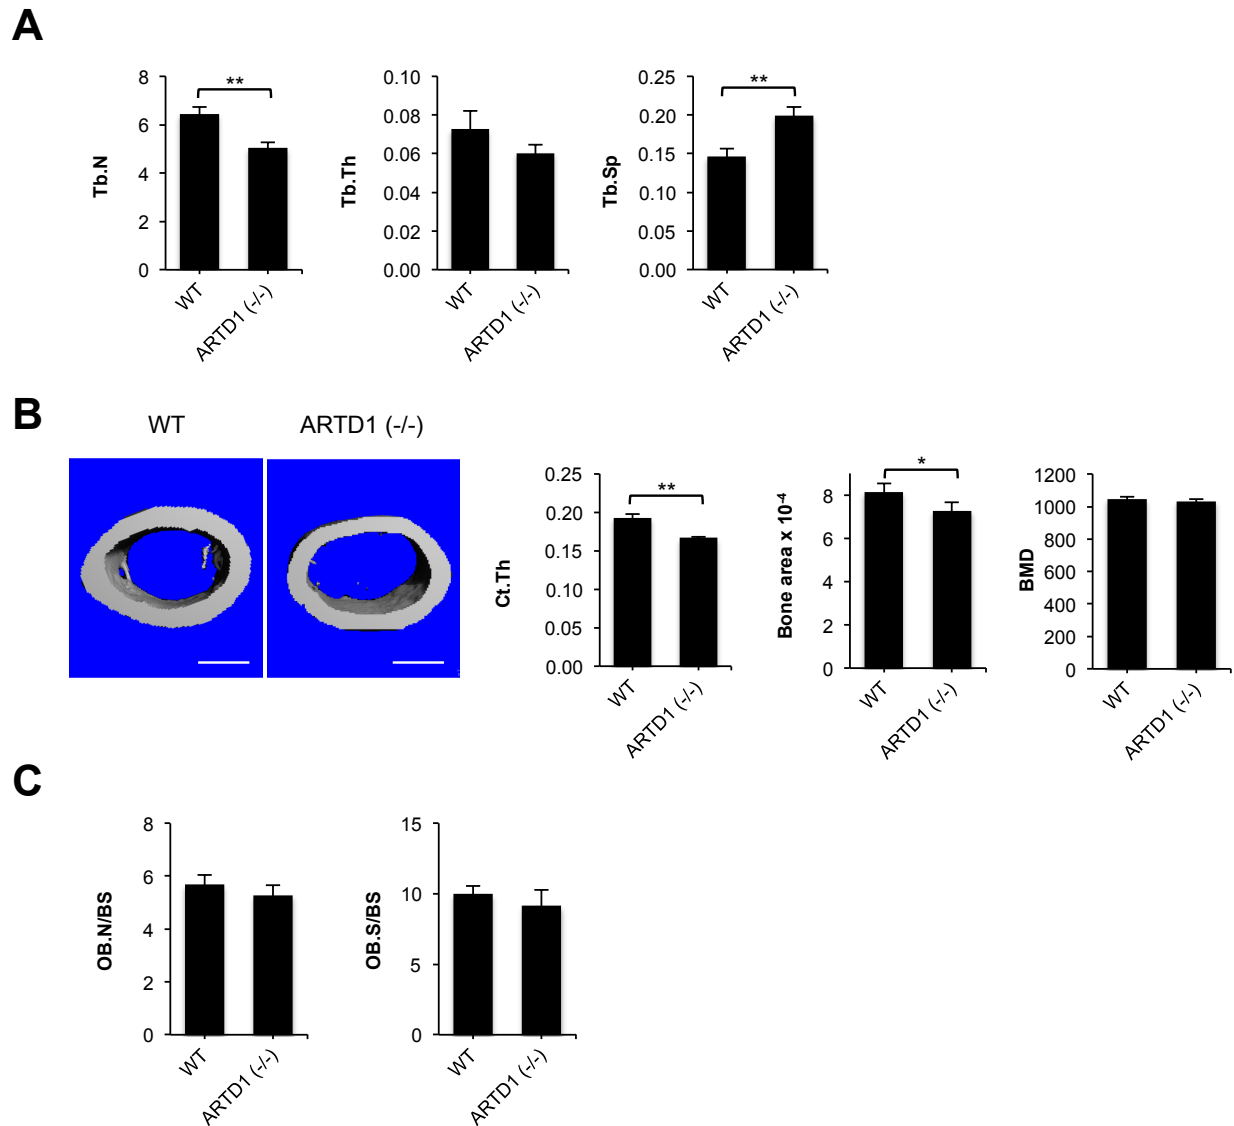 A
Tb.N
8
6
4
2
0
**
WT
ARTD1 (-/-)
Tb.Th
0.10
0.08
0.06
0.04
0.02
0.00
WT
ARTD1 (-/-)
Tb.Sp
0.25
0.20
0.15
0.10
0.05
0.00
**
WT
ARTD1 (-/-)
B
WT
ARTD1 (-/-)
Ct.Th
0.25
0.20
0.15
0.10
0.05
0.00
**
WT
ARTD1 (-/-)
Bone area x 10⁻⁴
8
6
4
2
0
*
WT
ARTD1 (-/-)
BMD
1200
1000
800
600
400
200
0
WT
ARTD1 (-/-)
C
OB.N/BS
8
6
4
2
0
WT
ARTD1 (-/-)
OB.S/BS
15
10
5
0
WT
ARTD1 (-/-)